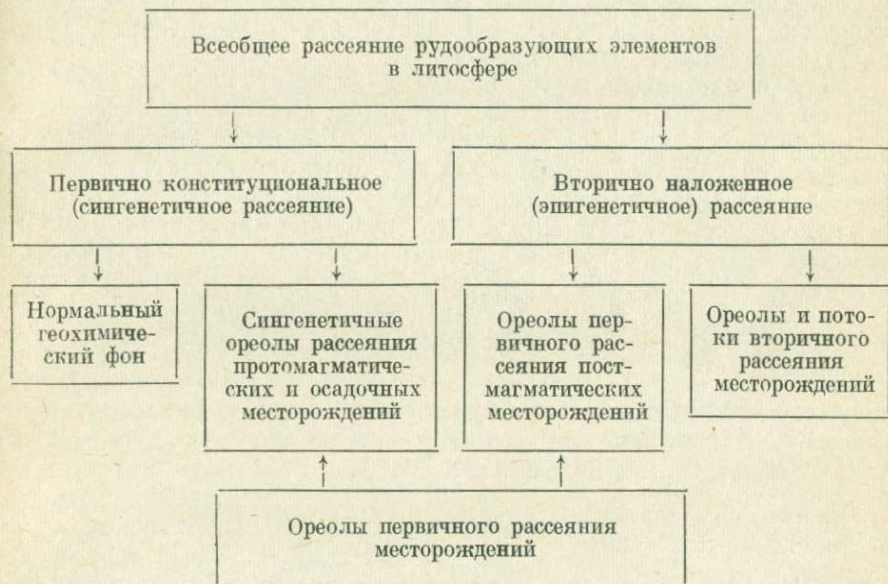 Всеобщее рассеяние рудообразующих элементов
в литосфере
Первично конституциональное
(сингенетичное рассеяние)
Вторично наложенное
(эпигенетичное) рассеяние
Нормальный
геохимиче-
ский фон
Сингенетичные
ореолы рассеяния
протомагматиче-
ских и осадочных
месторождений
Ореолы пер-
вичного рас-
сеяния пост-
магматических
месторождений
Ореолы и пото-
ки вторичного
рассеяния
месторождений
Ореолы первичного рассеяния
месторождений